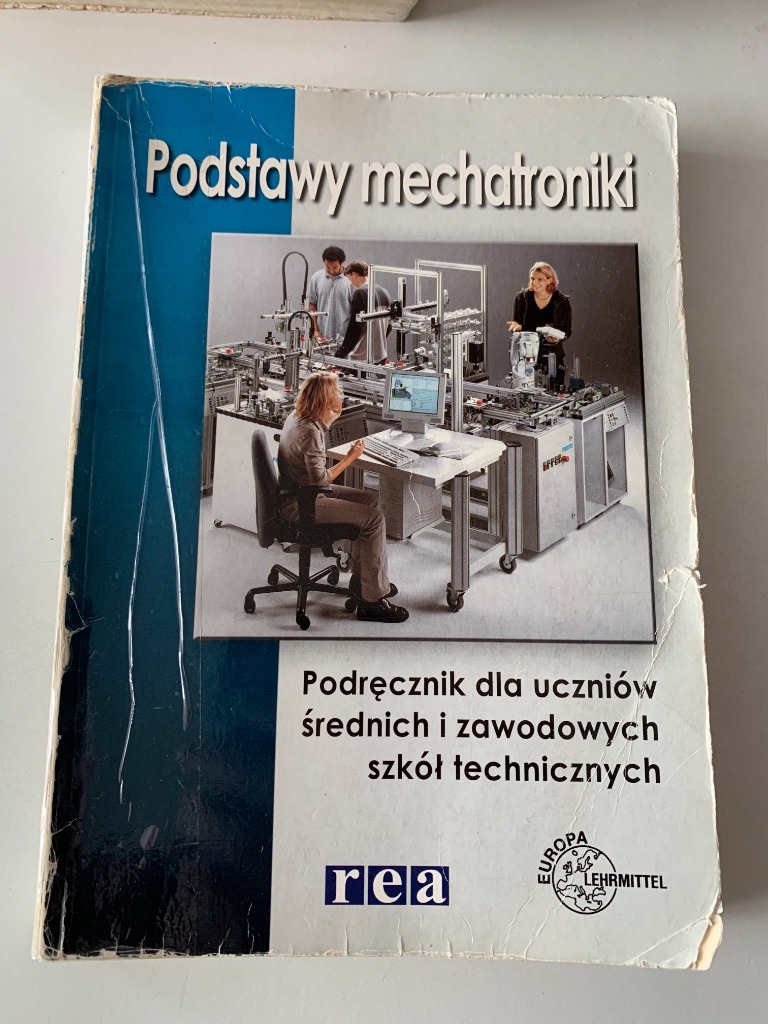 Podstawy mechatroniki
Podręcznik dla uczniów
średnich i zawodowych
szkół technicznych
rea
EUROPA
LEHRMITTEL